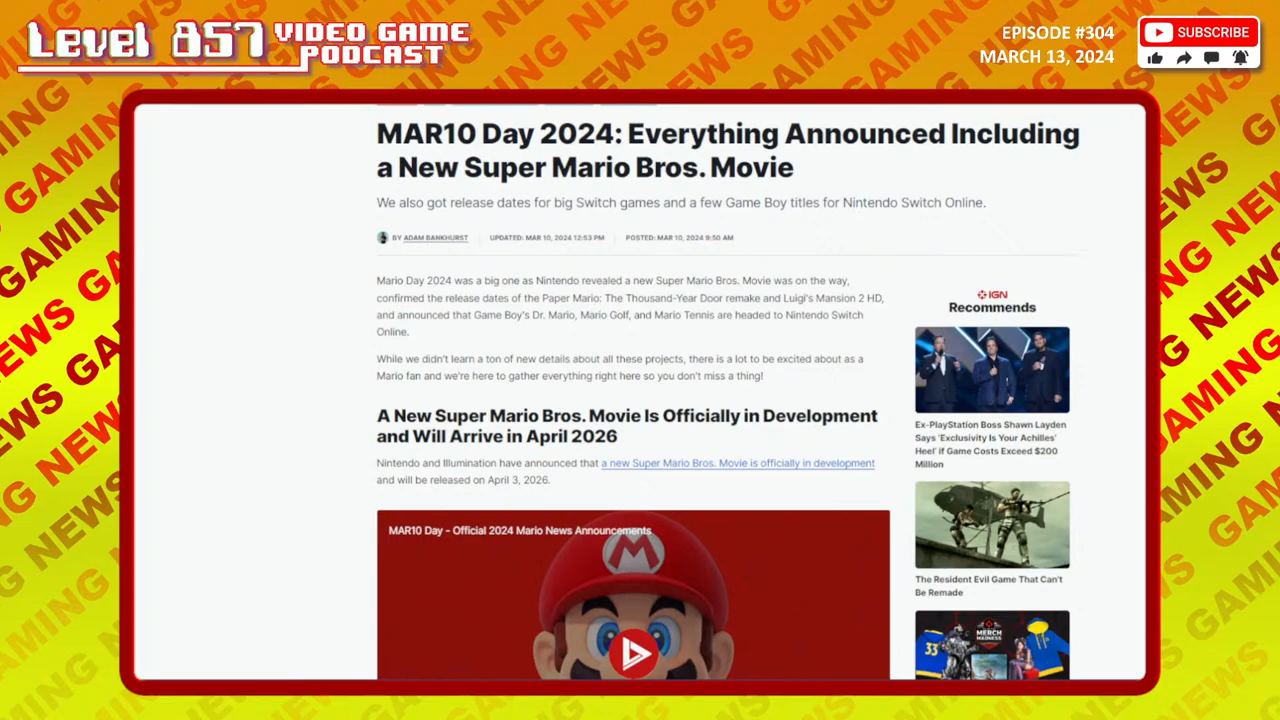 Level 857 VIDEO GAME
PODCAST
EPISODE #304
MARCH 13, 2024
SUBSCRIBE
MAR10 Day 2024: Everything Announced Including
a New Super Mario Bros. Movie
We also got release dates for big Switch games and a few Game Boy titles for Nintendo Switch Online.
BY ADAM BANKHURST
UPDATED: MAR 10, 2024 12:53 PM
POSTED: MAR 10, 2024 9:50 AM
Mario Day 2024 was a big one as Nintendo revealed a new Super Mario Bros. Movie was on the way,
confirmed the release dates of the Paper Mario: The Thousand-Year Door remake and Luigi's Mansion 2 HD,
and announced that Game Boy's Dr. Mario, Mario Golf, and Mario Tennis are headed to Nintendo Switch
Online.
While we didn't learn a ton of new details about all these projects, there is a lot to be excited about as a
Mario fan and we're here to gather everything right here so you don't miss a thing!
A New Super Mario Bros. Movie Is Officially in Development
and Will Arrive in April 2026
Nintendo and Illumination have announced that a new Super Mario Bros. Movie is officially in development
and will be released on April 3, 2026.
MAR10 Day - Official 2024 Mario News Announcements
M
IGN
Recommends
Ex-PlayStation Boss Shawn Layden
Says 'Exclusivity Is Your Achilles'
Heel' if Game Costs Exceed $200
Million
The Resident Evil Game That Can't
Be Remade
MERCH
MADNESS
33
GAMING NEWS